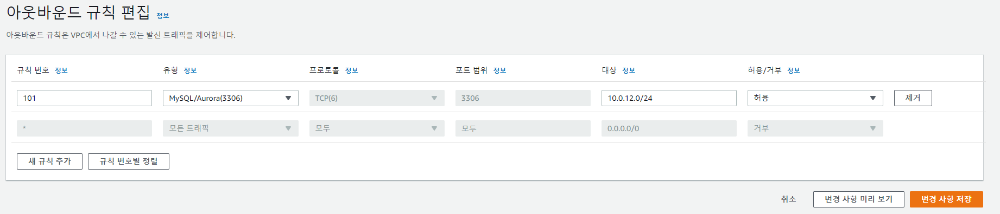 아웃바운드 규칙 편집 정보
아웃바운드 규칙은 VPC에서 나갈 수 있는 발신 트래픽을 제어합니다.
규칙 번호 정보 유형 정보 프로토콜 정보 포트 범위 정보 대상 정보 허용/거부 정보
101 MySQL/Aurora(3306) TCP(6) 3306 10.0.12.0/24 허용 제거
* 모든 트래픽 모두 모두 0.0.0.0/0 거부
새 규칙 추가 규칙 번호별 정렬
취소 변경 사항 미리 보기 변경 사항 저장